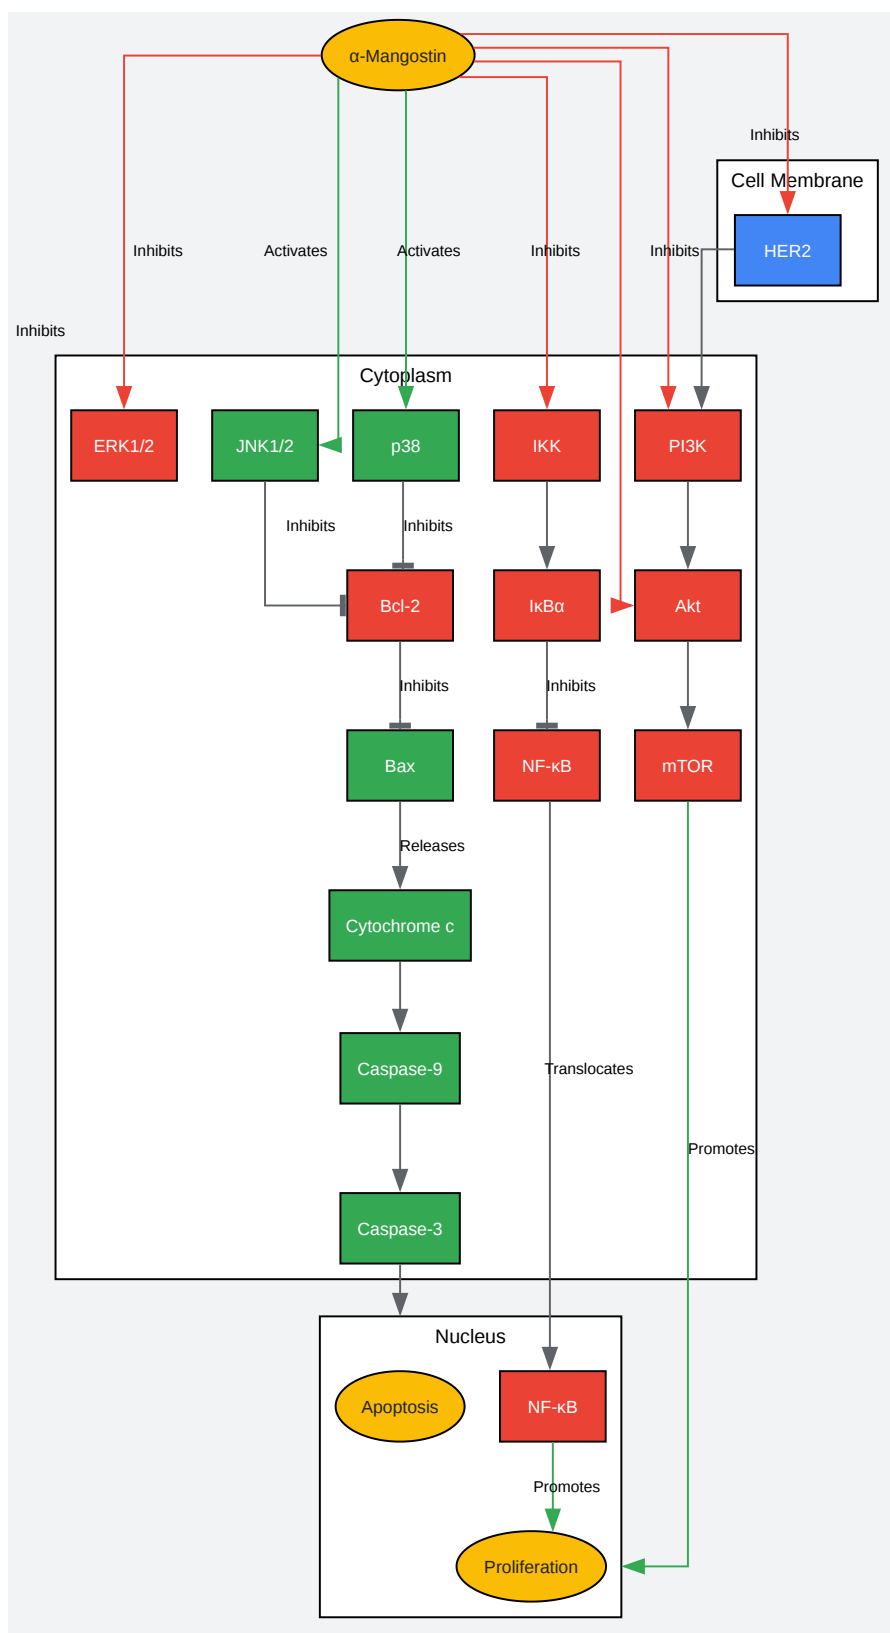 α-Mangostin
Inhibits
Cell Membrane
HER2
Inhibits
Activates
Activates
Inhibits
Inhibits
Inhibits
Cytoplasm
ERK1/2
JNK1/2
p38
IKK
PI3K
Inhibits
Inhibits
Bcl-2
IκBα
Akt
Inhibits
Inhibits
Bax
NF-κB
mTOR
Releases
Cytochrome c
Caspase-9
Translocates
Promotes
Caspase-3
Nucleus
Apoptosis
NF-κB
Promotes
Proliferation